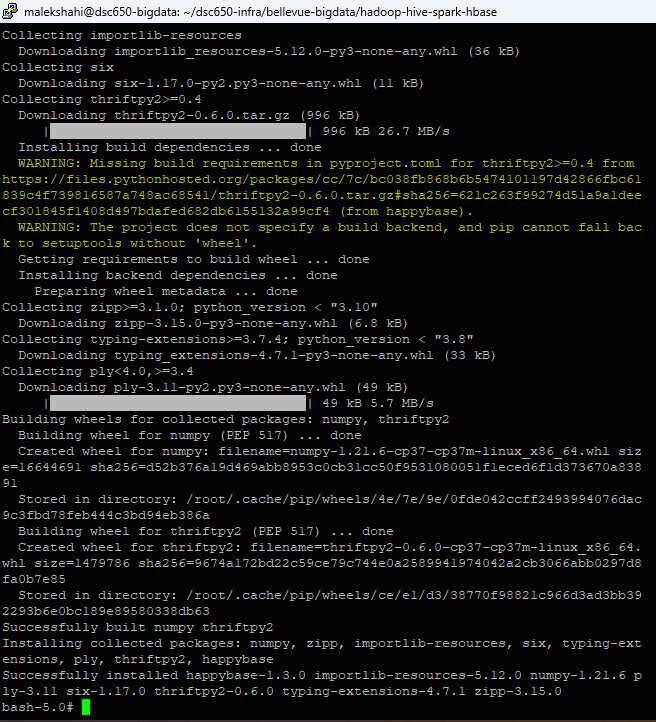 malekshahi@dsc650-bigdata: ~/dsc650-infra/bellevue-bigdata/hadoop-hive-spark-hbase
Collecting importlib-resources
  Downloading importlib_resources-5.12.0-py3-none-any.whl (36 kB)
Collecting six
  Downloading six-1.17.0-py2.py3-none-any.whl (11 kB)
Collecting thriftpy2>=0.4
  Downloading thriftpy2-0.6.0.tar.gz (996 kB)
     |                                | 996 kB 26.7 MB/s
  Installing build dependencies ... done
  WARNING: Missing build requirements in pyproject.toml for thriftpy2>=0.4 from
https://files.pythonhosted.org/packages/cc/7c/bc038fb868b6b5474101197d42866fbc61
839c4f739816587a748ac68541/thriftpy2-0.6.0.tar.gz#sha256=621c263f99274d51a9a1dee
cf301845f1408d497bdafed682db6155132a99cf4 (from happybase).
  WARNING: The project does not specify a build backend, and pip cannot fall bac
k to setuptools without 'wheel'.
  Getting requirements to build wheel ... done
  Installing backend dependencies ... done
    Preparing wheel metadata ... done
Collecting zipp>=3.1.0; python_version < "3.10"
  Downloading zipp-3.15.0-py3-none-any.whl (6.8 kB)
Collecting typing-extensions>=3.7.4; python_version < "3.8"
  Downloading typing_extensions-4.7.1-py3-none-any.whl (33 kB)
Collecting ply<4.0,>=3.4
  Downloading ply-3.11-py2.py3-none-any.whl (49 kB)
     |                                | 49 kB 5.7 MB/s
Building wheels for collected packages: numpy, thriftpy2
  Building wheel for numpy (PEP 517) ... done
  Created wheel for numpy: filename=numpy-1.21.6-cp37-cp37m-linux_x86_64.whl siz
e=16644691 sha256=d52b376a19d469abb8953c0cb31cc50f9531080051f1eced6f1d373670a838
91
  Stored in directory: /root/.cache/pip/wheels/4e/7e/9e/0fde042ccff2493994076dac
9c3fbd78feb444c3bd94eb386a
  Building wheel for thriftpy2 (PEP 517) ... done
  Created wheel for thriftpy2: filename=thriftpy2-0.6.0-cp37-cp37m-linux_x86_64.
whl size=1479786 sha256=9674a172bd22c59ce79c744e0a2589941974042a2cb3066abb0297d8
fa0b7e85
  Stored in directory: /root/.cache/pip/wheels/ce/e1/d3/38770f98821c966d3ad3bb39
2293b6e0bc189e89580338db63
Successfully built numpy thriftpy2
Installing collected packages: numpy, zipp, importlib-resources, six, typing-ext
ensions, ply, thriftpy2, happybase
Successfully installed happybase-1.3.0 importlib-resources-5.12.0 numpy-1.21.6 p
ly-3.11 six-1.17.0 thriftpy2-0.6.0 typing-extensions-4.7.1 zipp-3.15.0
bash-5.0#